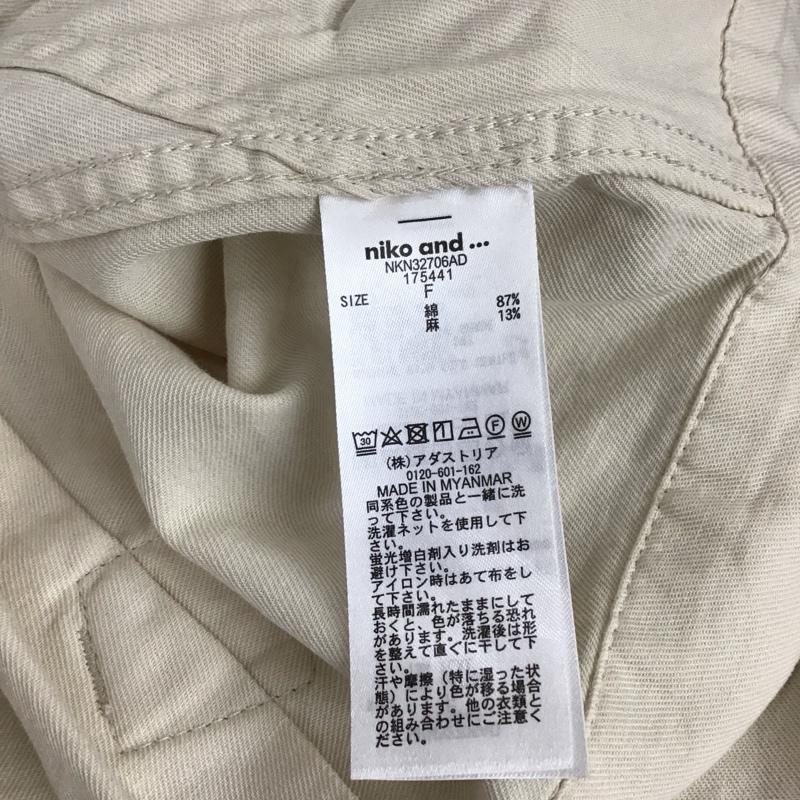 niko and ...
NKN32706AD
175441
SIZE F
綿 87%
麻 13%
30 F W
(株)アダストリア
0120-601-162
MADE IN MYANMAR
同系色の製品と一緒に洗
って下さい。
洗濯ネットを使用して下
さい。
蛍光増白剤入り洗剤はお
避け下さい。
アイロン時はあて布をし
て下さい。
長時間濡れたままにして
おくと、色が落ちる恐れ
があります。洗濯後は形
を整えて直ぐに干して下
さい。
汗や摩擦(特に湿った状
態)により色が移る場合
があります。他の衣類と
の組み合わせにご注意く
ださい。